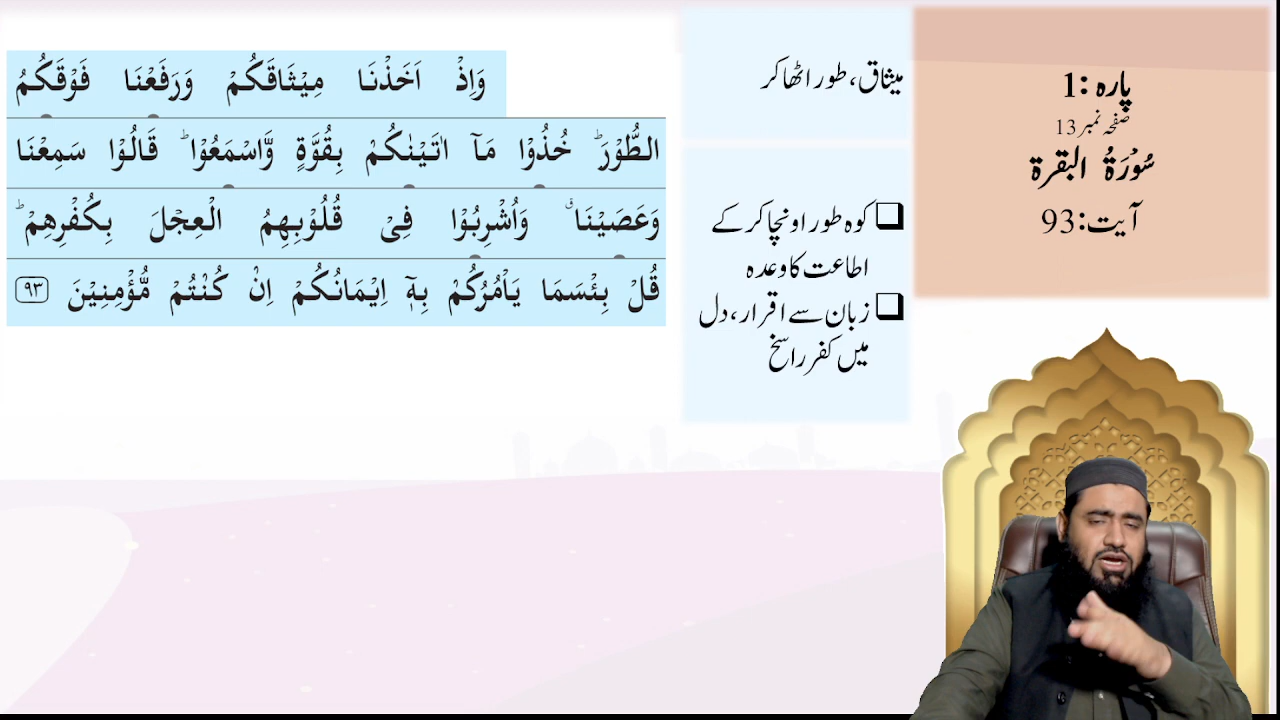 پارہ :1
صفحہ نمبر 13
سُوْرَةُ البقرة
آیت:93
میثاق، طور اٹھا کر
❑ کوہ طور اونچا کر کے
اطاعت کا وعدہ
❑ زبان سے اقرار، دل
میں کفر راسخ
وَاِذْ اَخَذْنَا مِيْثَاقَكُمْ وَرَفَعْنَا فَوْقَكُمُ
الطُّوْرَ ؕ خُذُوْا مَآ اٰتَيْنٰكُمْ بِقُوَّةٍ وَّاسْمَعُوْا ؕ قَالُوْا سَمِعْنَا
وَعَصَيْنَا ۗ وَاُشْرِبُوْا فِىْ قُلُوْبِهِمُ الْعِجْلَ بِكُفْرِهِمْ ؕ
قُلْ بِئْسَمَا يَاْمُرُكُمْ بِهٖٓ اِيْمَانُكُمْ اِنْ كُنْتُمْ مُّؤْمِنِيْنَ ٩٣